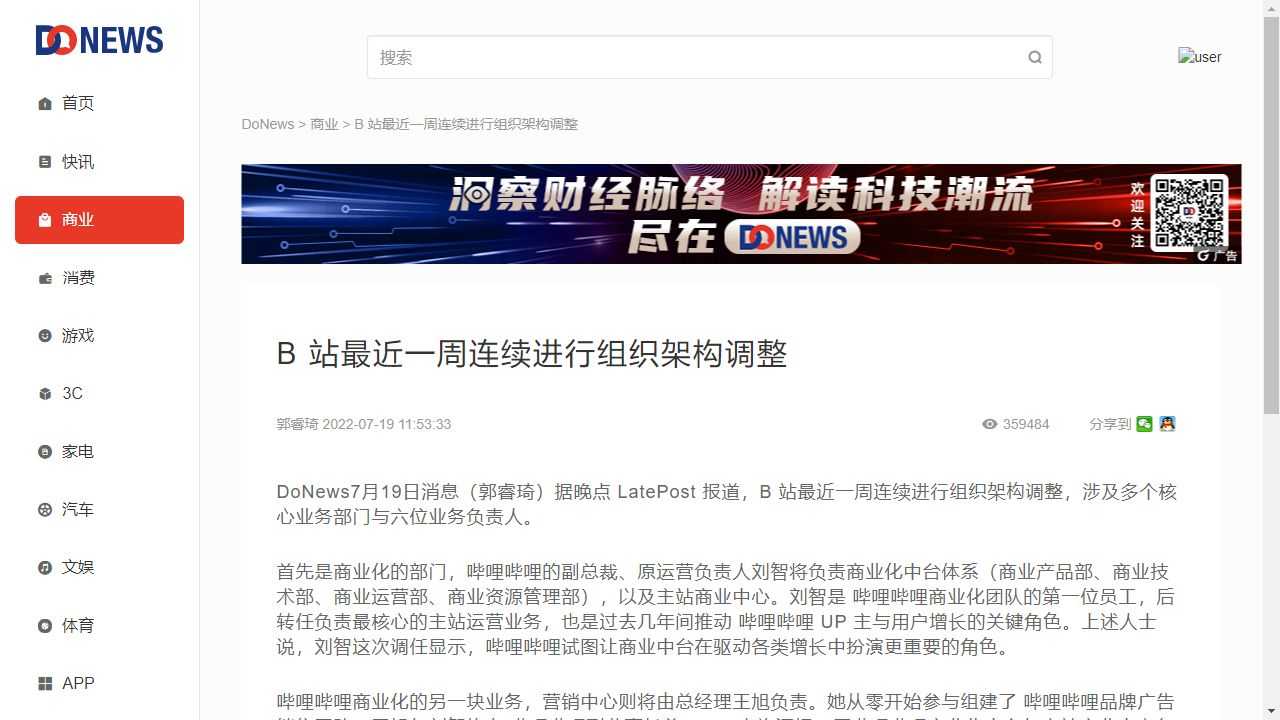 DONEWS
搜索
user
首页
快讯
商业
消费
游戏
3C
家电
汽车
文娱
体育
APP
DoNews > 商业 > B 站最近一周连续进行组织架构调整
洞察财经脉络 解读科技潮流
尽在 DONEWS
欢迎关注
广告
B 站最近一周连续进行组织架构调整
郭睿琦 2022-07-19 11:53:33
359484
分享到
DoNews7月19日消息（郭睿琦）据晚点 LatePost 报道，B 站最近一周连续进行组织架构调整，涉及多个核
心业务部门与六位业务负责人。
首先是商业化的部门，哔哩哔哩的副总裁、原运营负责人刘智将负责商业化中台体系（商业产品部、商业技
术部、商业运营部、商业资源管理部），以及主站商业中心。刘智是 哔哩哔哩商业化团队的第一位员工，后
转任负责最核心的主站运营业务，也是过去几年间推动 哔哩哔哩 UP 主与用户增长的关键角色。上述人士
说，刘智这次调任显示，哔哩哔哩试图让商业中台在驱动各类增长中扮演更重要的角色。
哔哩哔哩商业化的另一块业务，营销中心则将由总经理王旭负责。她从零开始参与组建了 哔哩哔哩品牌广告